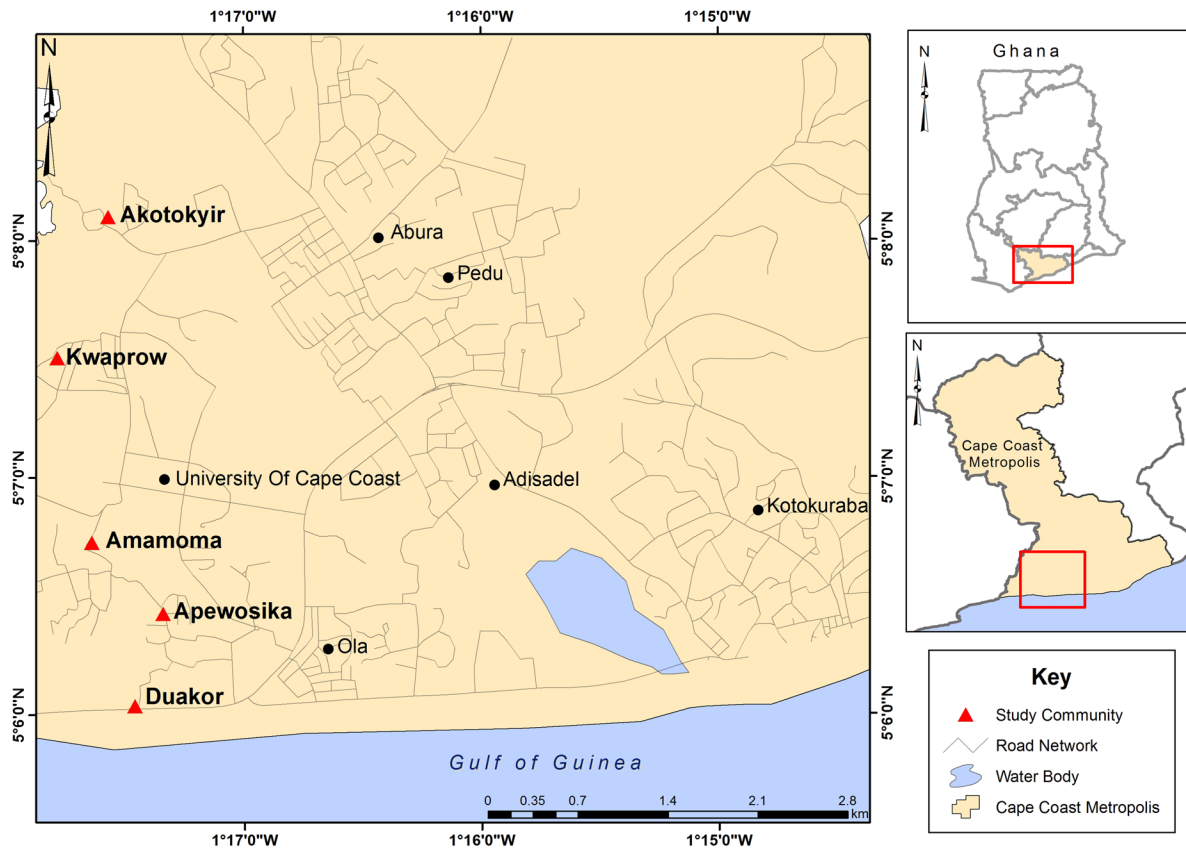 1°17'0"W
1°16'0"W
1°15'0"W
N
5°8'0"N
5°7'0"N
5°6'0"N
Akotokyir
Abura
Pedu
Kwaprow
University Of Cape Coast
Adisadel
Kotokuraba
Amamoma
Apewosika
Ola
Duakor
Gulf of Guinea
0 0.35 0.7 1.4 2.1 2.8
km
5°8'0"N
5°7'0"N
5°6'0"N
1°17'0"W
1°16'0"W
1°15'0"W
Ghana
N
N
Cape Coast
Metropolis
Key
Study Community
Road Network
Water Body
Cape Coast Metropolis